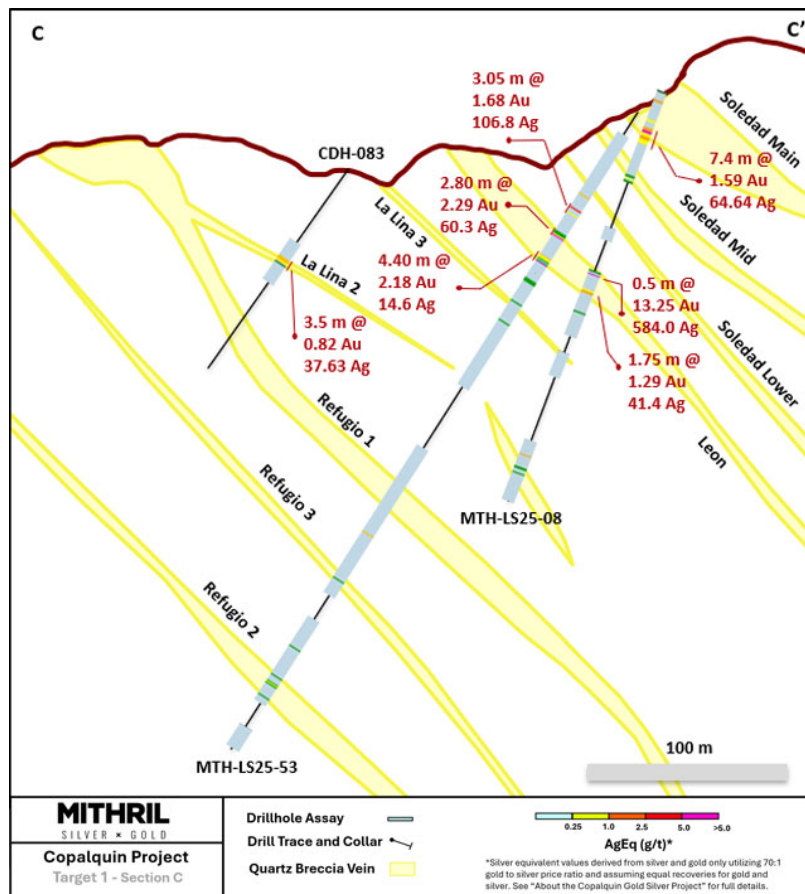 C
C'
3.05 m @
1.68 Au
106.8 Ag
Soledad Main
CDH-083
7.4 m @
1.59 Au
64.64 Ag
2.80 m @
2.29 Au
60.3 Ag
La Lina 3
Soledad Mid
4.40 m @
2.18 Au
14.6 Ag
La Lina 2
0.5 m @
13.25 Au
584.0 Ag
3.5 m @
0.82 Au
37.63 Ag
Soledad Lower
1.75 m @
1.29 Au
41.4 Ag
Refugio 1
Leon
Refugio 3
MTH-LS25-08
Refugio 2
MTH-LS25-53
100 m
MITHRIL
SILVER × GOLD
Copalquin Project
Target 1 - Section C
Drillhole Assay
Drill Trace and Collar
Quartz Breccia Vein
0.25 1.0 2.5 5.0 >5.0
AgEq (g/t)*
*Silver equivalent values derived from silver and gold only utilizing 70:1
gold to silver price ratio and assuming equal recoveries for gold and
silver. See "About the Copalquin Gold Silver Project" for full details.